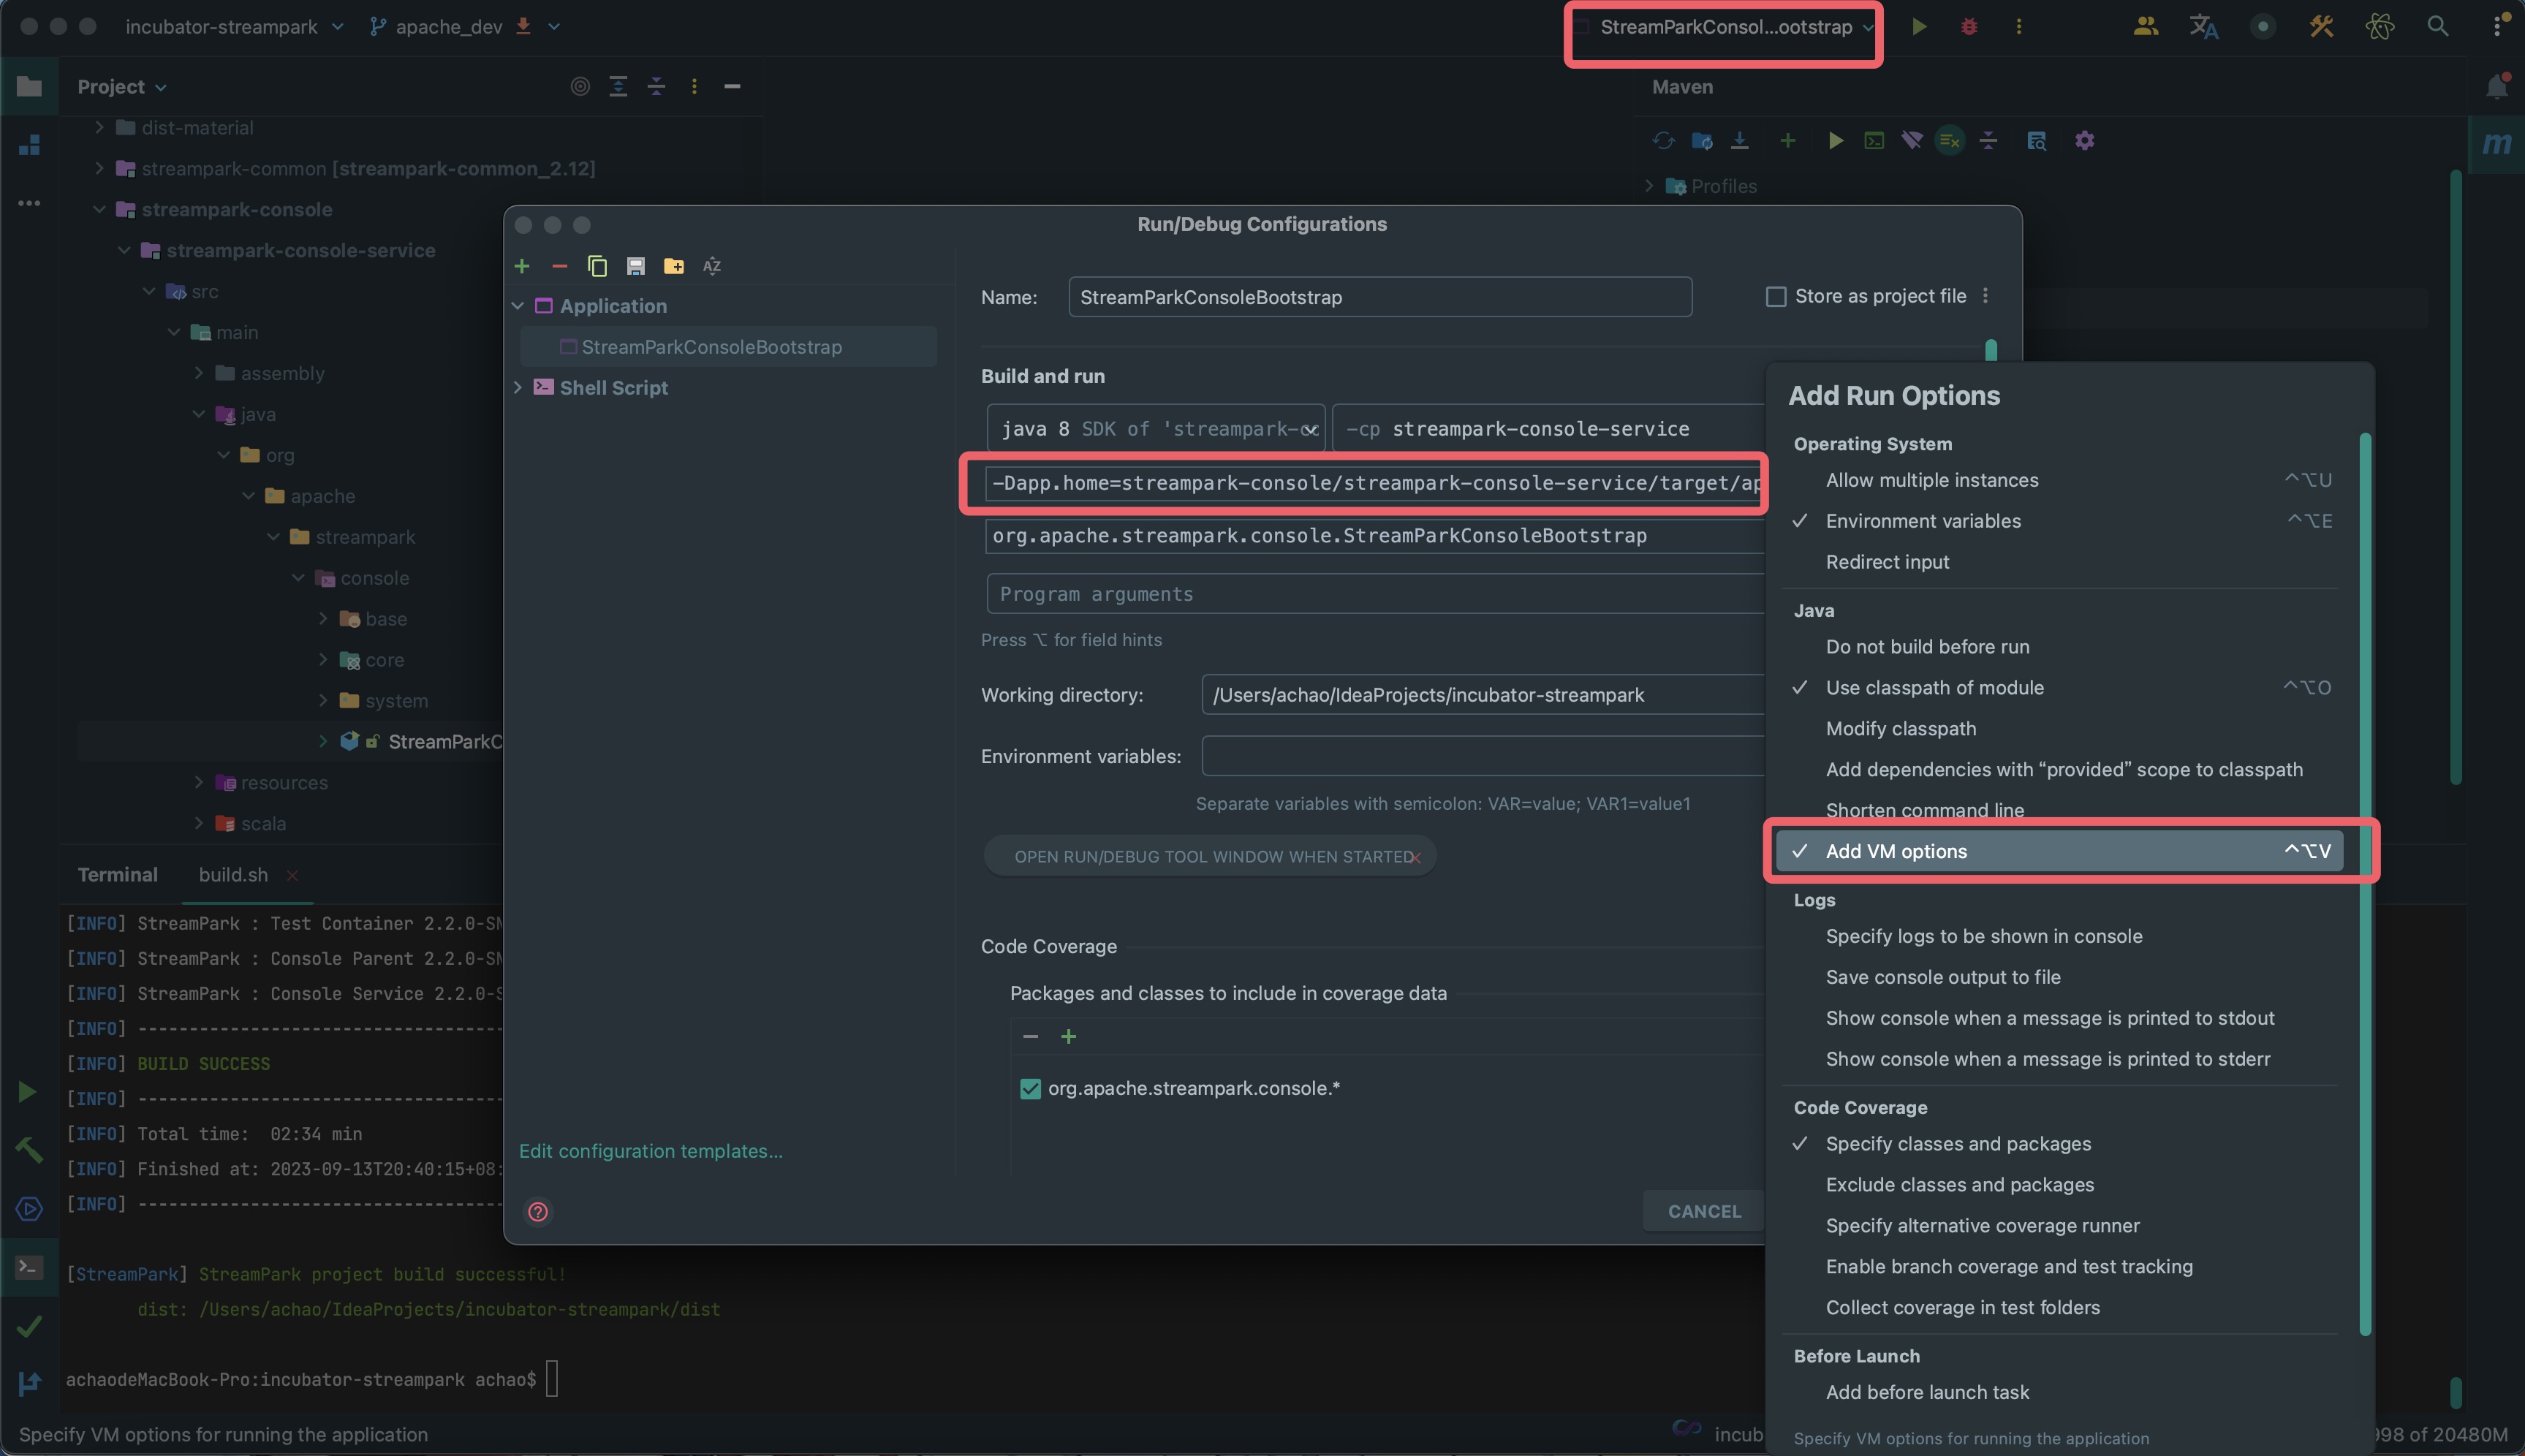 incubator-streampark
apache_dev
StreamParkConsol...ootstrap
Project
dist-material
streampark-common [streampark-common_2.12]
streampark-console
streampark-console-service
src
main
assembly
java
org
apache
streampark
console
base
core
system
StreamParkC
resources
scala
Maven
Profiles
m
Run/Debug Configurations
Application
StreamParkConsoleBootstrap
Shell Script
Edit configuration templates...
Name: StreamParkConsoleBootstrap
Store as project file
Build and run
java 8 SDK of 'streampark-cc
-cp streampark-console-service
-Dapp.home=streampark-console/streampark-console-service/target/ap
org.apache.streampark.console.StreamParkConsoleBootstrap
Program arguments
Press ⌥ for field hints
Working directory: /Users/achao/IdeaProjects/incubator-streampark
Environment variables:
Separate variables with semicolon: VAR=value; VAR1=value1
OPEN RUN/DEBUG TOOL WINDOW WHEN STARTED
Code Coverage
Packages and classes to include in coverage data
org.apache.streampark.console.*
CANCEL
Add Run Options
Operating System
Allow multiple instances ^⌥U
Environment variables ^⌥E
Redirect input
Java
Do not build before run
Use classpath of module ^⌥O
Modify classpath
Add dependencies with “provided” scope to classpath
Shorten command line
Add VM options ^⌥V
Logs
Specify logs to be shown in console
Save console output to file
Show console when a message is printed to stdout
Show console when a message is printed to stderr
Code Coverage
Specify classes and packages
Exclude classes and packages
Specify alternative coverage runner
Enable branch coverage and test tracking
Collect coverage in test folders
Before Launch
Add before launch task
Specify VM options for running the application
Terminal
build.sh
[INFO] StreamPark : Test Container 2.2.0-SN
[INFO] StreamPark : Console Parent 2.2.0-SN
[INFO] StreamPark : Console Service 2.2.0-S
[INFO] -----------------------------------
[INFO] BUILD SUCCESS
[INFO] -----------------------------------
[INFO] Total time:  02:34 min
[INFO] Finished at: 2023-09-13T20:40:15+08:
[INFO] -----------------------------------
[StreamPark] StreamPark project build successful!
dist: /Users/achao/IdeaProjects/incubator-streampark/dist
achaodeMacBook-Pro:incubator-streampark achao$
Specify VM options for running the application
incub
998 of 20480M